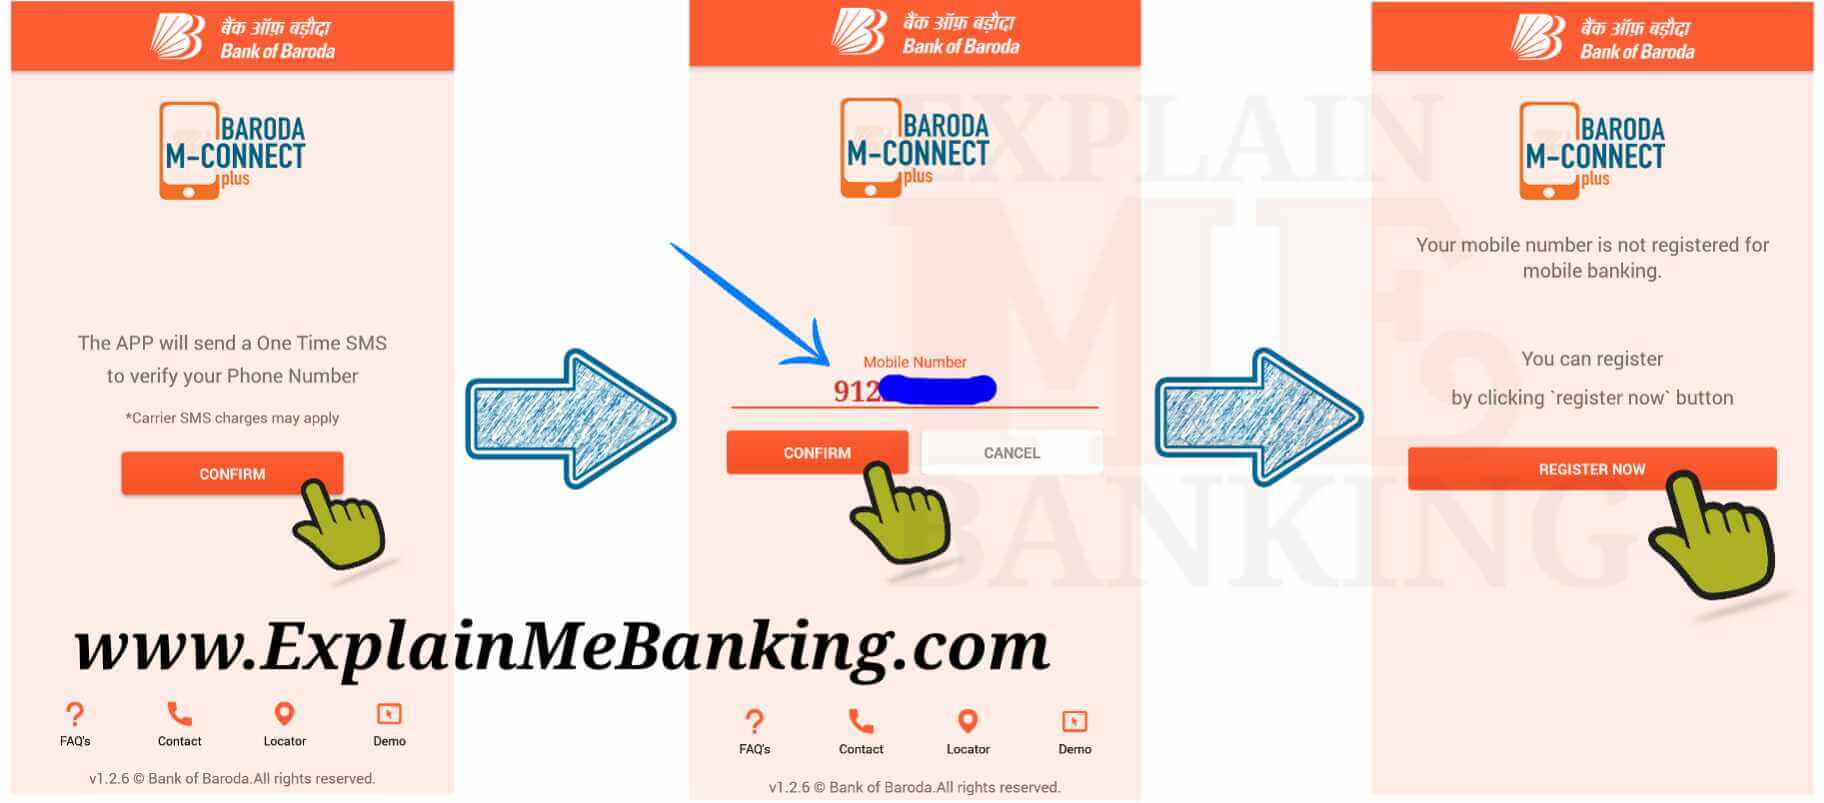 बैंक ऑफ़ बड़ौदा
Bank of Baroda
BARODA
M-CONNECT
plus
The APP will send a One Time SMS
to verify your Phone Number
*Carrier SMS charges may apply
CONFIRM
FAQ's
Contact
Locator
Demo
v1.2.6 © Bank of Baroda.All rights reserved.
बैंक ऑफ़ बड़ौदा
Bank of Baroda
BARODA
M-CONNECT
plus
Mobile Number
912
CONFIRM
CANCEL
FAQ's
Contact
Locator
Demo
v1.2.6 © Bank of Baroda.All rights reserved.
बैंक ऑफ़ बड़ौदा
Bank of Baroda
BARODA
M-CONNECT
plus
Your mobile number is not registered for
mobile banking.
You can register
by clicking `register now` button
REGISTER NOW
EXPLAIN
ME
BANKING
www.ExplainMeBanking.com